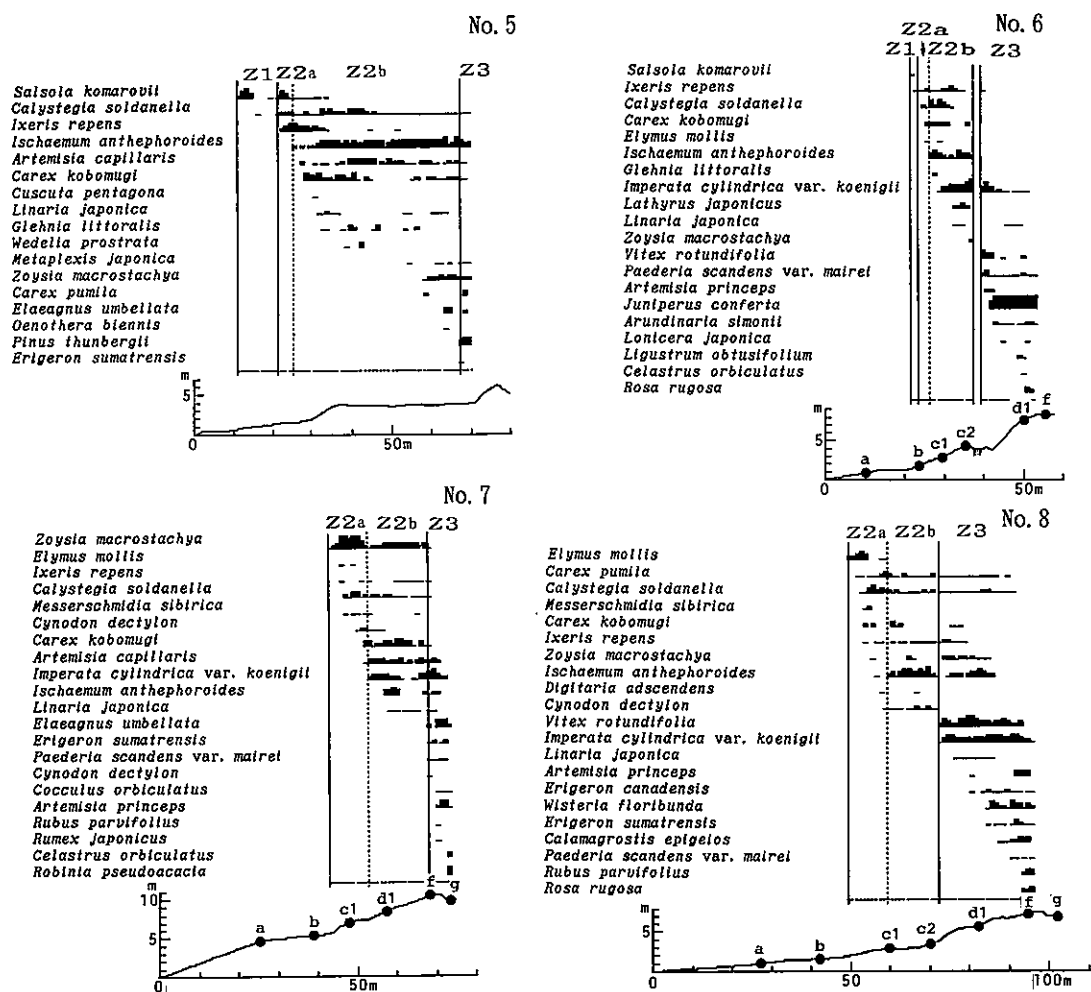 No. 5
Z1 Z2a Z2b Z3
Salsola komarovii
Calystegia soldanella
Ixeris repens
Ischaemum anthephoroides
Artemisia capillaris
Carex kobomugi
Cuscuta pentagona
Linaria japonica
Glehnia littoralis
Wedelia prostrata
Metaplexis japonica
Zoysia macrostachya
Carex pumila
Elaeagnus umbellata
Oenothera biennis
Pinus thunbergii
Erigeron sumatrensis
m
5
0 50m
No. 6
Z2a
Z1 Z2b Z3
Salsola komarovii
Ixeris repens
Calystegia soldanella
Carex kobomugi
Elymus mollis
Ischaemum anthephoroides
Glehnia littoralis
Imperata cylindrica var. koenigii
Lathyrus japonicus
Linaria japonica
Zoysia macrostachya
Vitex rotundifolia
Paederia scandens var. mairei
Artemisia princeps
Juniperus conferta
Arundinaria simonii
Lonicera japonica
Ligustrum obtusifolium
Celastrus orbiculatus
Rosa rugosa
m
5
a b c1 c2 d1 f
0 50m
No. 7
Z2a Z2b Z3
Zoysia macrostachya
Elymus mollis
Ixeris repens
Calystegia soldanella
Messerschmidia sibirica
Cynodon dectylon
Carex kobomugi
Artemisia capillaris
Imperata cylindrica var. koenigii
Ischaemum anthephoroides
Linaria japonica
Elaeagnus umbellata
Erigeron sumatrensis
Paederia scandens var. mairei
Cynodon dectylon
Cocculus orbiculatus
Artemisia princeps
Rubus parvifolius
Rumex japonicus
Celastrus orbiculatus
Robinia pseudoacacia
m
10
5
a b c1 d1 f g
0 50m
No. 8
Z2a Z2b Z3
Elymus mollis
Carex pumila
Calystegia soldanella
Messerschmidia sibirica
Carex kobomugi
Ixeris repens
Zoysia macrostachya
Ischaemum anthephoroides
Digitaria adscendens
Cynodon dectylon
Vitex rotundifolia
Imperata cylindrica var. koenigii
Linaria japonica
Artemisia princeps
Erigeron canadensis
Wisteria floribunda
Erigeron sumatrensis
Calamagrostis epigeios
Paederia scandens var. mairei
Rubus parvifolius
Rosa rugosa
m
5
a b c1 c2 d1 f g
0 50 100m